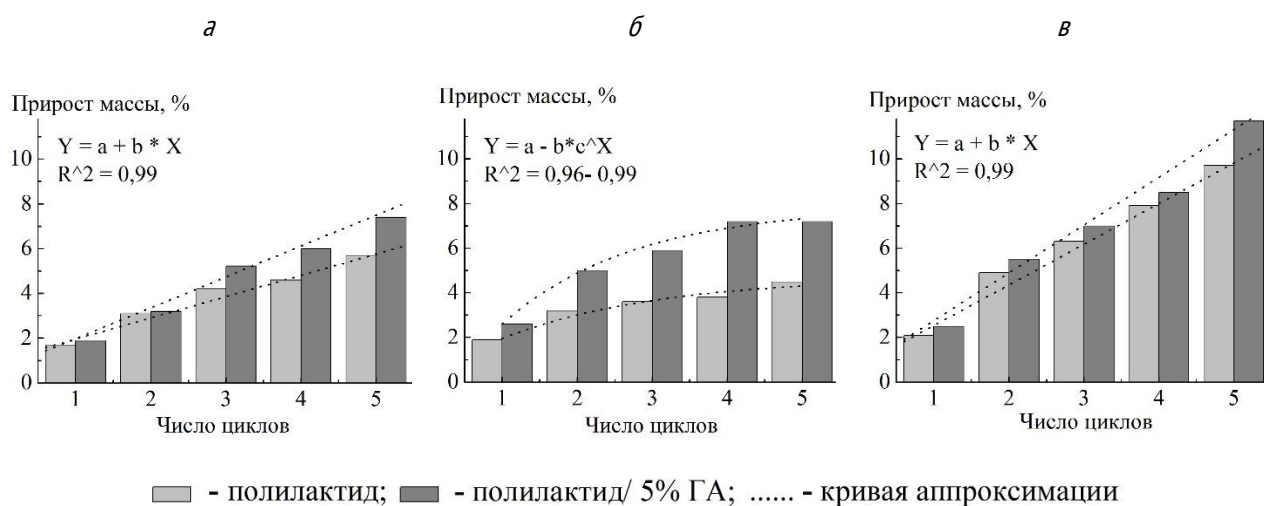 а
б
в
Прирост массы, %
Y = a + b * X
R^2 = 0,99
10
8
6
4
2
0
1 2 3 4 5
Число циклов
Прирост массы, %
Y = a - b*c^X
R^2 = 0,96- 0,99
10
8
6
4
2
0
1 2 3 4 5
Число циклов
Прирост массы, %
Y = a + b * X
R^2 = 0,99
10
8
6
4
2
0
1 2 3 4 5
Число циклов
- полилактид; - полилактид/ 5% ГА; ...... - кривая аппроксимации